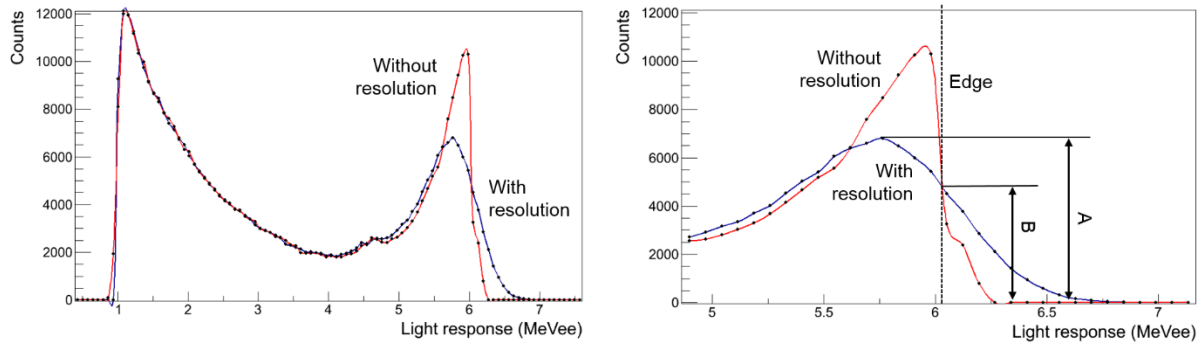 Counts
12000
10000
8000
6000
4000
2000
0
Without
resolution
With
resolution
1
2
3
4
5
6
7
Light response (MeVee)
Counts
12000
10000
8000
6000
4000
2000
0
Without
resolution
Edge
With
resolution
B
A
5
5.5
6
6.5
7
Light response (MeVee)